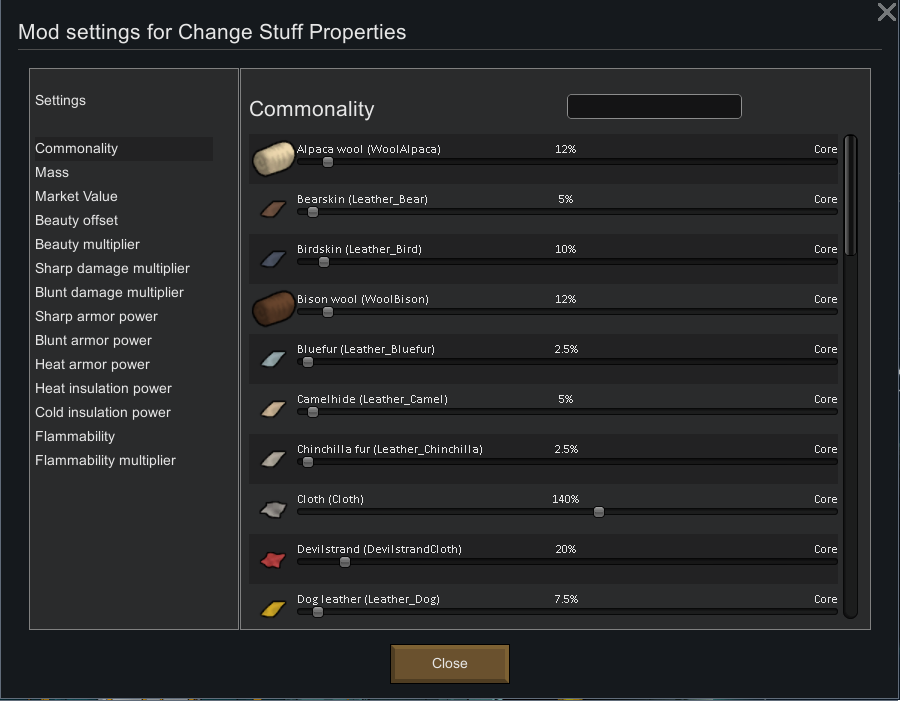 Mod settings for Change Stuff Properties
Settings
Commonality
Mass
Market Value
Beauty offset
Beauty multiplier
Sharp damage multiplier
Blunt damage multiplier
Sharp armor power
Blunt armor power
Heat armor power
Heat insulation power
Cold insulation power
Flammability
Flammability multiplier
Commonality
Alpaca wool (WoolAlpaca) 12% Core
Bearskin (Leather_Bear) 5% Core
Birdskin (Leather_Bird) 10% Core
Bison wool (WoolBison) 12% Core
Bluefur (Leather_Bluefur) 2.5% Core
Camelhide (Leather_Camel) 5% Core
Chinchilla fur (Leather_Chinchilla) 2.5% Core
Cloth (Cloth) 140% Core
Devilstrand (DevilstrandCloth) 20% Core
Dog leather (Leather_Dog) 7.5% Core
Close